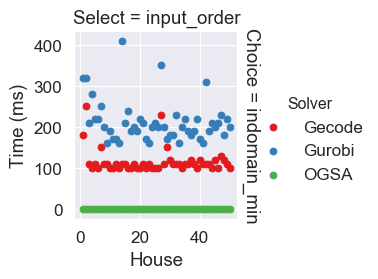 Select = input_order
400
300
200
100
0
Time (ms)
0
20
40
House
Choice = indomain_min
Solver
Gecode
Gurobi
OGSA